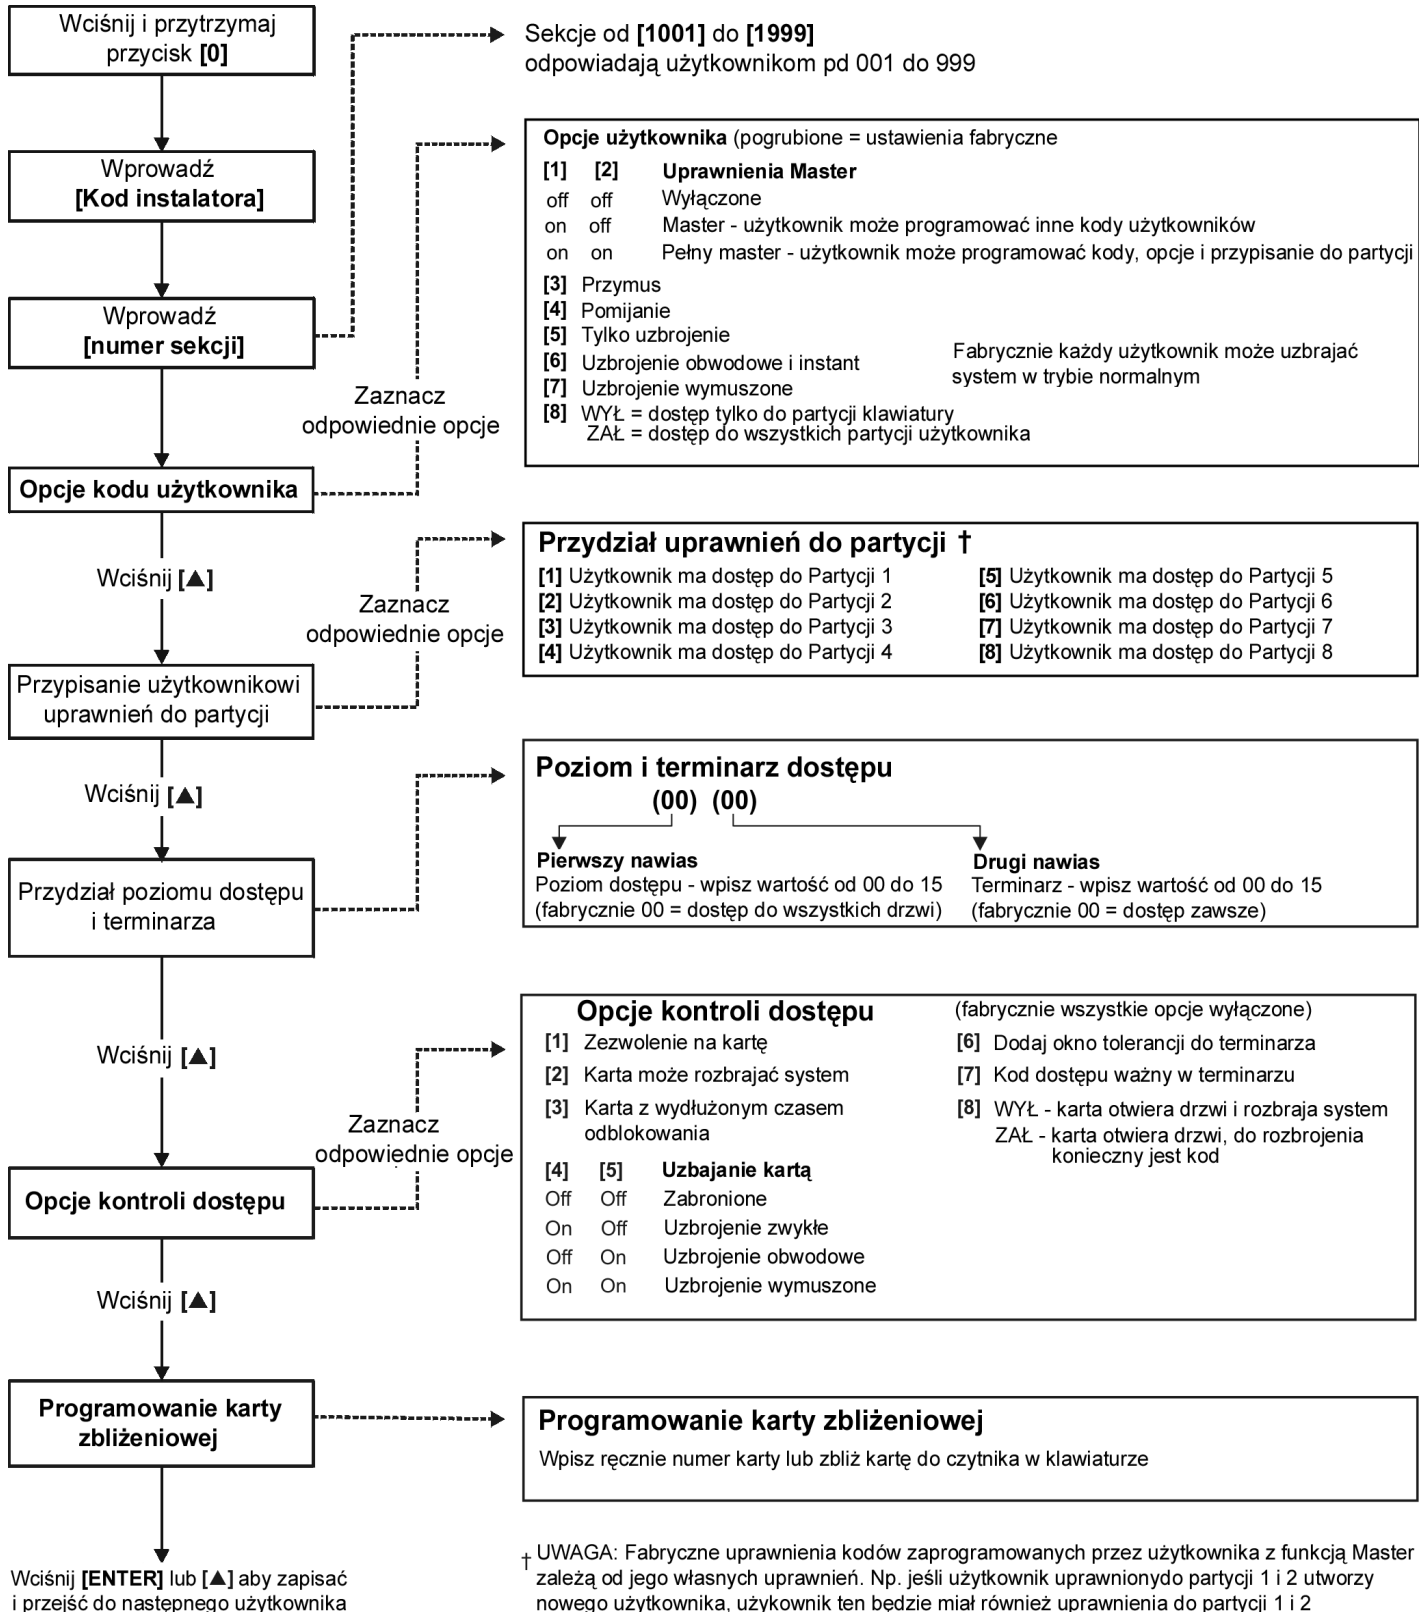 Wciśnij i przytrzymaj
przycisk [0]
Sekcje od [1001] do [1999]
odpowiadają użytkownikom pd 001 do 999
Wprowadź
[Kod instalatora]
Wprowadź
[numer sekcji]
Zaznacz
odpowiednie opcje
Opcje kodu użytkownika
Opcje użytkownika (pogrubione = ustawienia fabryczne
[1] [2] Uprawnienia Master
off off Wyłączone
on off Master - użytkownik może programować inne kody użytkowników
on on Pełny master - użytkownik może programować kody, opcje i przypisanie do partycji
[3] Przymus
[4] Pomijanie
[5] Tylko uzbrojenie
[6] Uzbrojenie obwodowe i instant
[7] Uzbrojenie wymuszone
[8] WYŁ = dostęp tylko do partycji klawiatury
ZAŁ = dostęp do wszystkich partycji użytkownika
Fabrycznie każdy użytkownik może uzbrajać
system w trybie normalnym
Wciśnij [▲]
Zaznacz
odpowiednie opcje
Przypisanie użytkownikowi
uprawnień do partycji
Przydział uprawnień do partycji †
[1] Użytkownik ma dostęp do Partycji 1
[2] Użytkownik ma dostęp do Partycji 2
[3] Użytkownik ma dostęp do Partycji 3
[4] Użytkownik ma dostęp do Partycji 4
[5] Użytkownik ma dostęp do Partycji 5
[6] Użytkownik ma dostęp do Partycji 6
[7] Użytkownik ma dostęp do Partycji 7
[8] Użytkownik ma dostęp do Partycji 8
Wciśnij [▲]
Przydział poziomu dostępu
i terminarza
Poziom i terminarz dostępu
(00) (00)
Pierwszy nawias
Poziom dostępu - wpisz wartość od 00 do 15
(fabrycznie 00 = dostęp do wszystkich drzwi)
Drugi nawias
Terminarz - wpisz wartość od 00 do 15
(fabrycznie 00 = dostęp zawsze)
Wciśnij [▲]
Zaznacz
odpowiednie opcje
Opcje kontroli dostępu
Opcje kontroli dostępu (fabrycznie wszystkie opcje wyłączone)
[1] Zezwolenie na kartę
[2] Karta może rozbrajać system
[3] Karta z wydłużonym czasem
odblokowania
[4] [5] Uzbajanie kartą
Off Off Zabronione
On Off Uzbrojenie zwykłe
Off On Uzbrojenie obwodowe
On On Uzbrojenie wymuszone
[6] Dodaj okno tolerancji do terminarza
[7] Kod dostępu ważny w terminarzu
[8] WYŁ - karta otwiera drzwi i rozbraja system
ZAŁ - karta otwiera drzwi, do rozbrojenia
konieczny jest kod
Wciśnij [▲]
Programowanie karty
zbliżeniowej
Programowanie karty zbliżeniowej
Wpisz ręcznie numer karty lub zbliż kartę do czytnika w klawiaturze
Wciśnij [ENTER] lub [▲] aby zapisać
i przejść do następnego użytkownika
† UWAGA: Fabryczne uprawnienia kodów zaprogramowanych przez użytkownika z funkcją Master
zależą od jego własnych uprawnień. Np. jeśli użytkownik uprawnionydo partycji 1 i 2 utworzy
nowego użytkownika, użykownik ten będzie miał również uprawnienia do partycji 1 i 2